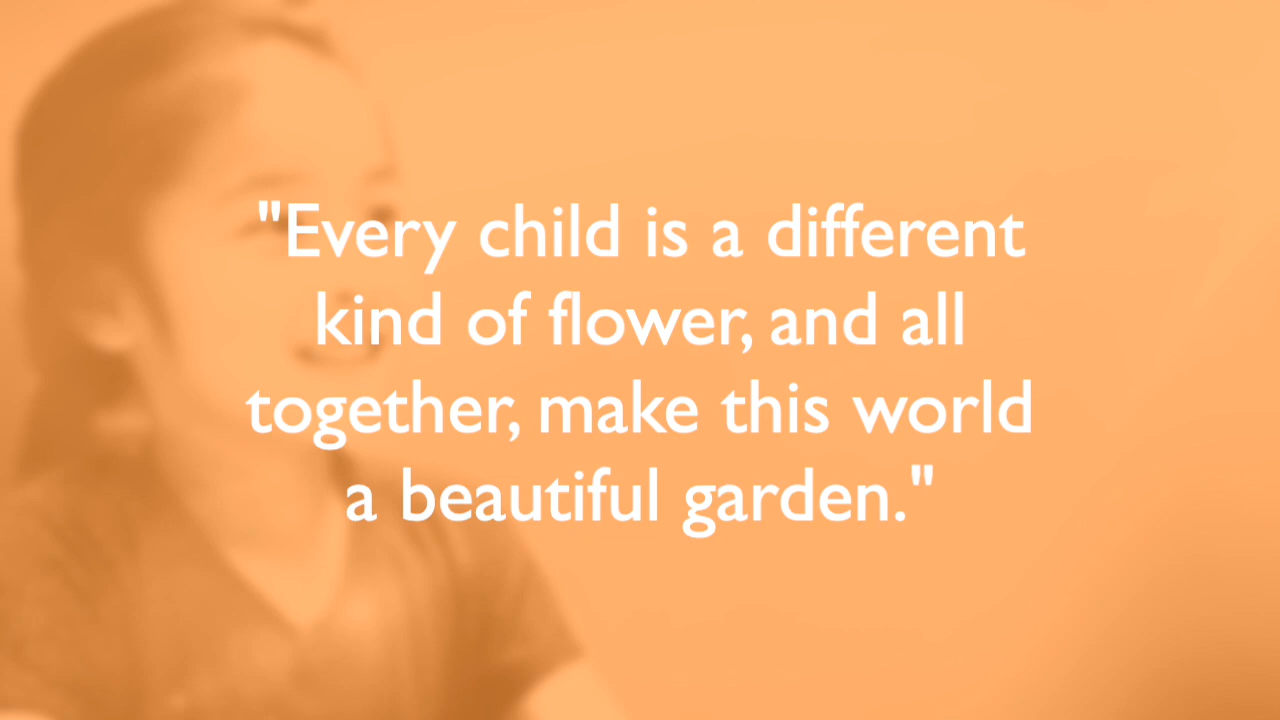 "Every child is a different
kind of flower, and all
together, make this world
a beautiful garden."